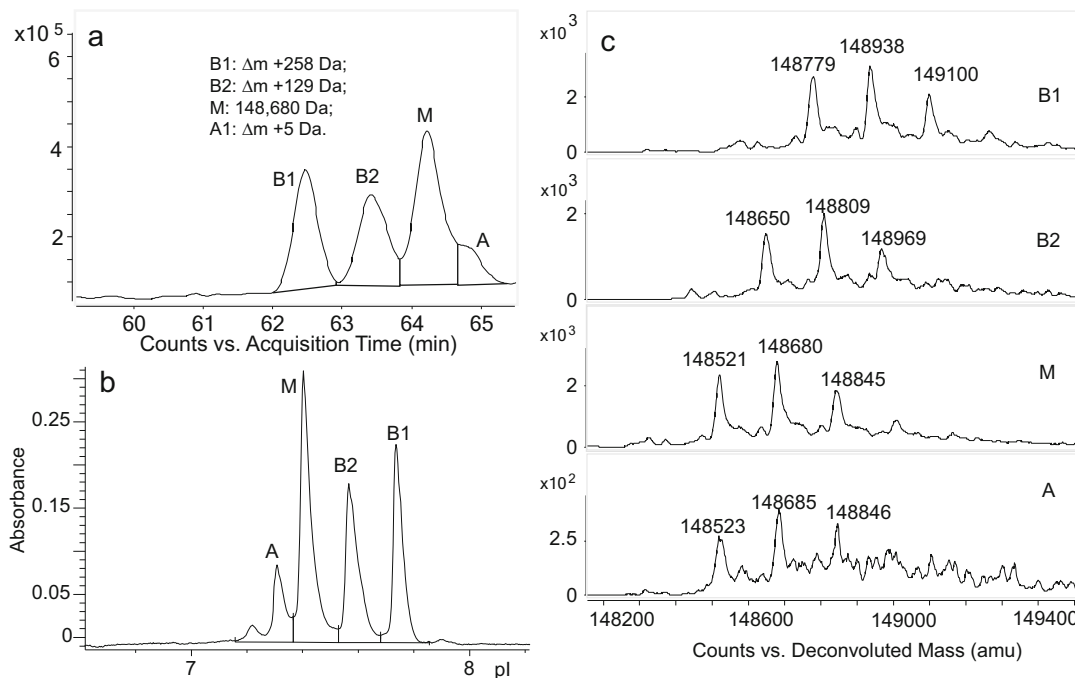 a
x10 5
6
4
2
B1: Δm +258 Da;
B2: Δm +129 Da;
M: 148,680 Da;
A1: Δm +5 Da.
B1
B2
M
A
60 61 62 63 64 65
Counts vs. Acquisition Time (min)
b
Absorbance
0.25
0.15
0.05
0
A
M
B2
B1
7 8 pI
c
x10 3
2
0
148779
148938
149100
B1
x10 3
2
0
148650
148809
148969
B2
x10 3
2
0
148521
148680
148845
M
x10 2
2.5
0
148523
148685
148846
A
148200 148600 149000 149400
Counts vs. Deconvoluted Mass (amu)